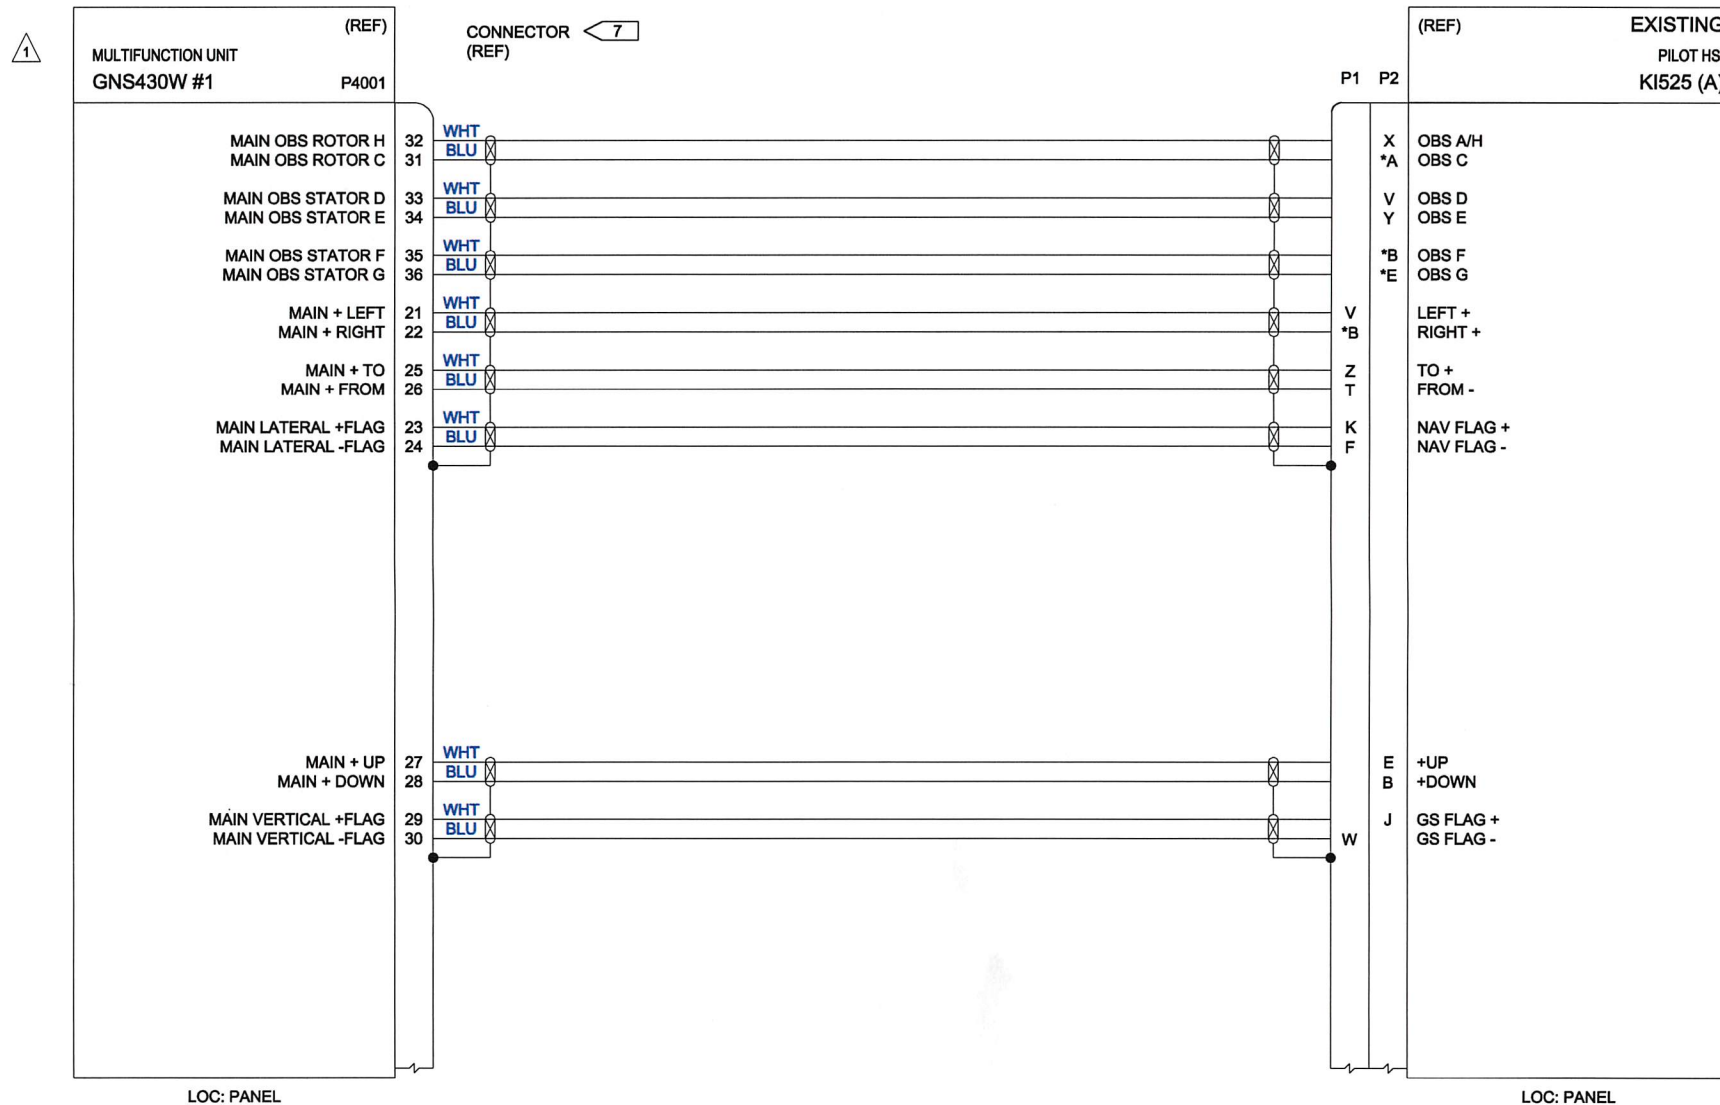 1
(REF)
MULTIFUNCTION UNIT
GNS430W #1 P4001
CONNECTOR 7
(REF)
P1 P2
(REF) EXISTING
PILOT HS
KI525 (A)
MAIN OBS ROTOR H 32 WHT X OBS A/H
MAIN OBS ROTOR C 31 BLU *A OBS C
MAIN OBS STATOR D 33 WHT V OBS D
MAIN OBS STATOR E 34 BLU Y OBS E
MAIN OBS STATOR F 35 WHT *B OBS F
MAIN OBS STATOR G 36 BLU *E OBS G
MAIN + LEFT 21 WHT V LEFT +
MAIN + RIGHT 22 BLU *B RIGHT +
MAIN + TO 25 WHT Z TO +
MAIN + FROM 26 BLU T FROM -
MAIN LATERAL +FLAG 23 WHT K NAV FLAG +
MAIN LATERAL -FLAG 24 BLU F NAV FLAG -
MAIN + UP 27 WHT E +UP
MAIN + DOWN 28 BLU B +DOWN
MAIN VERTICAL +FLAG 29 WHT J GS FLAG +
MAIN VERTICAL -FLAG 30 BLU W GS FLAG -
LOC: PANEL LOC: PANEL